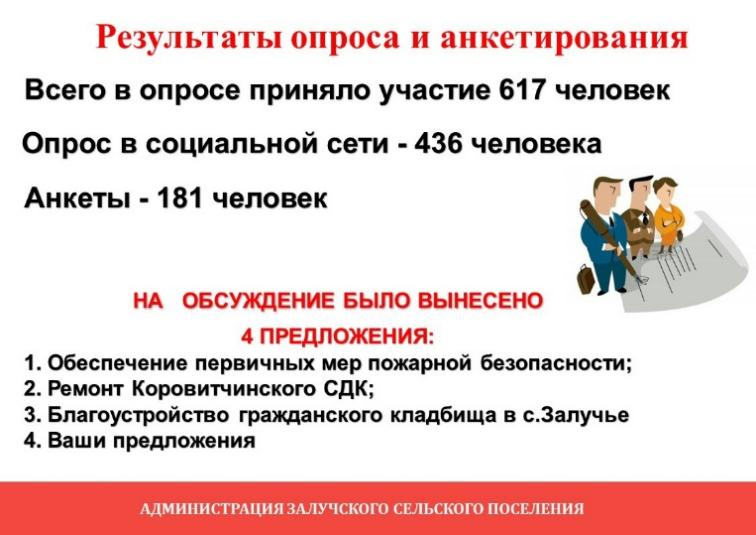 Результаты опроса и анкетирования
Всего в опросе приняло участие 617 человек
Опрос в социальной сети - 436 человека
Анкеты - 181 человек
НА ОБСУЖДЕНИЕ БЫЛО ВЫНЕСЕНО
4 ПРЕДЛОЖЕНИЯ:
1. Обеспечение первичных мер пожарной безопасности;
2. Ремонт Коровитчинского СДК;
3. Благоустройство гражданского кладбища в с.Залучье
4. Ваши предложения
АДМИНИСТРАЦИЯ ЗАЛУЧСКОГО СЕЛЬСКОГО ПОСЕЛЕНИЯ